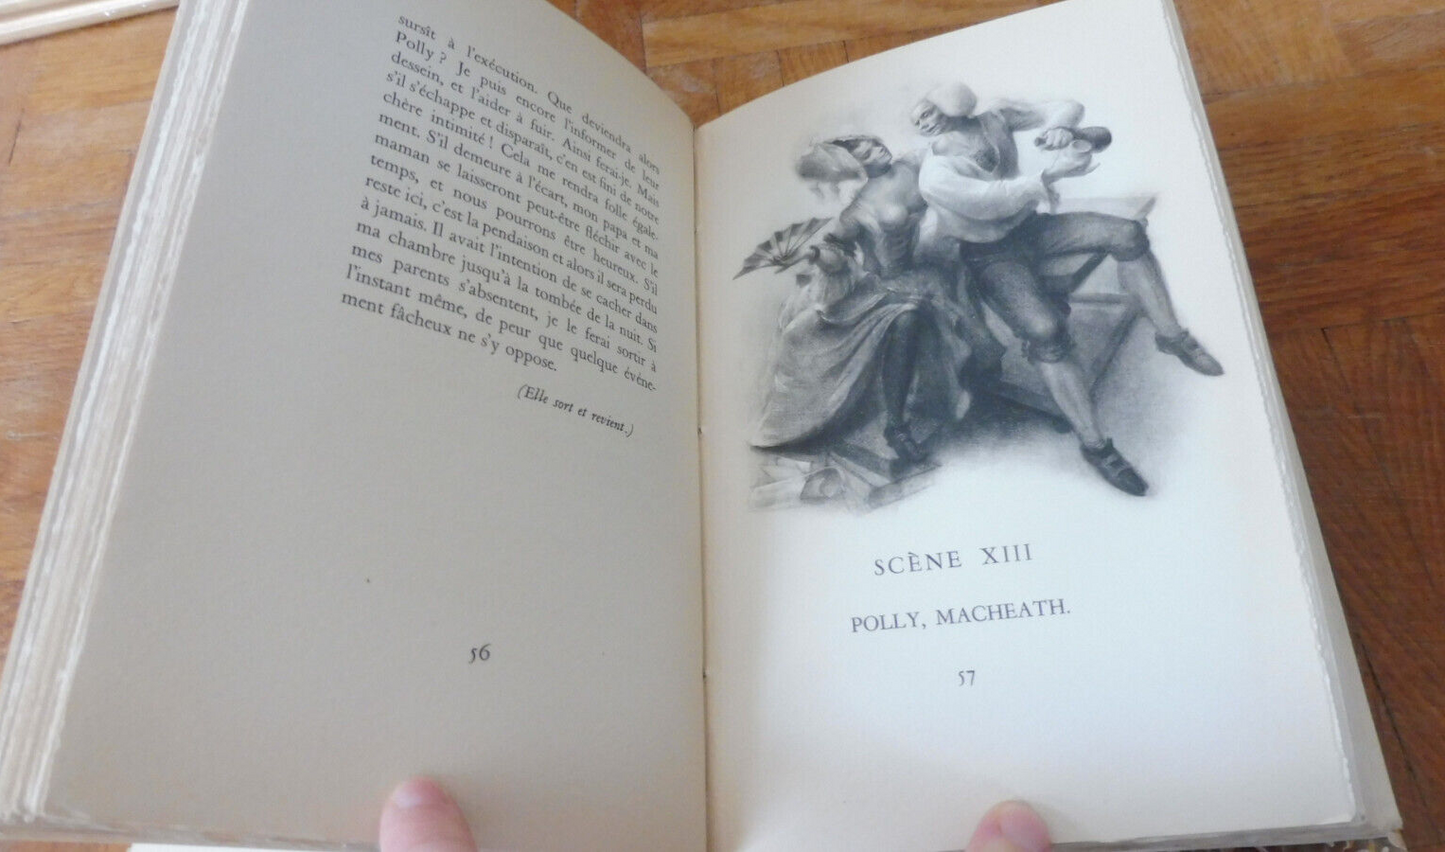 sursît à l'exécution. Que deviendra alors
Polly ? Je puis encore l'informer de leur
dessein, et l'aider à fuir. Ainsi ferai-je. Mais
s'il s'échappe et disparaît, c'en est fini de notre
chère intimité ! Cela me rendra folle égale-
ment. S'il demeure à l'écart, mon papa et ma
maman se laisseront peut-être fléchir avec le
temps, et nous pourrons être heureux. S'il
reste ici, c'est la pendaison et alors il sera perdu
à jamais. Il avait l'intention de se cacher dans
ma chambre jusqu'à la tombée de la nuit. Si
mes parents s'absentent, je le ferai sortir à
l'instant même, de peur que quelque événe-
ment fâcheux ne s'y oppose.
(Elle sort et revient.)
56
SCÈNE XIII
POLLY, MACHEATH.
57